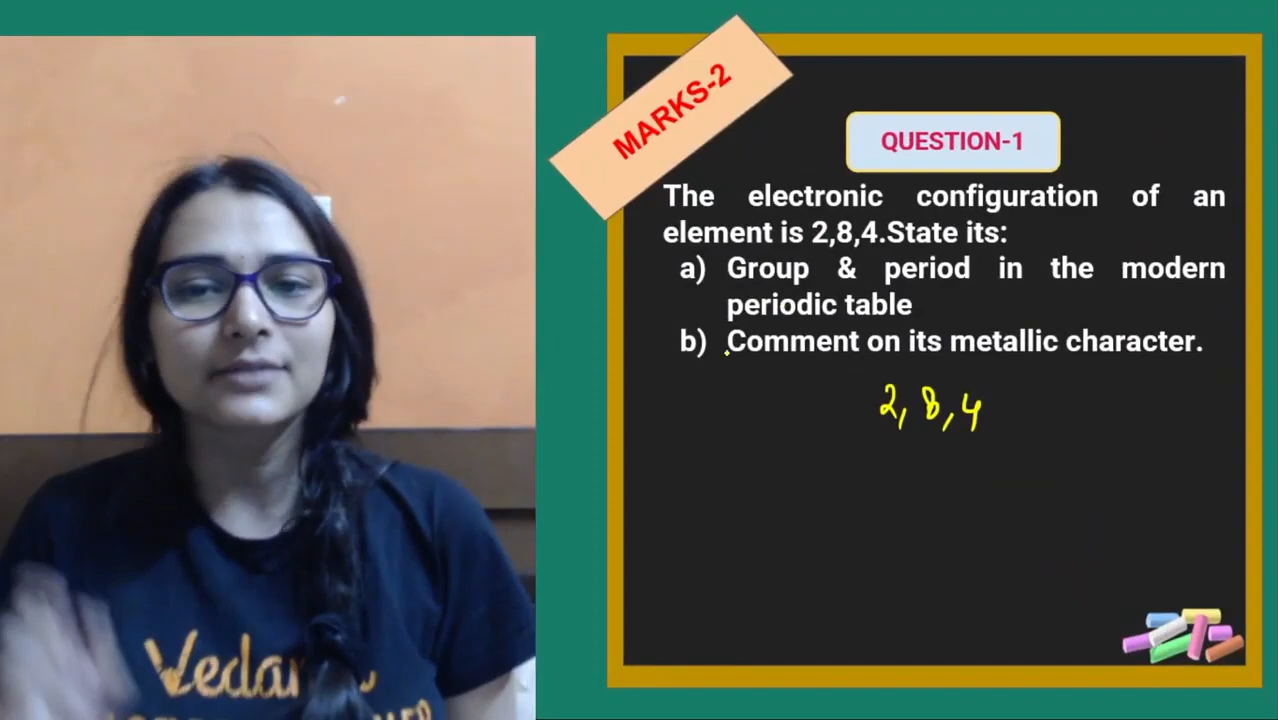 MARKS-2
QUESTION-1
The electronic configuration of an
element is 2,8,4.State its:
a) Group & period in the modern
periodic table
b) Comment on its metallic character.
2, 8, 4